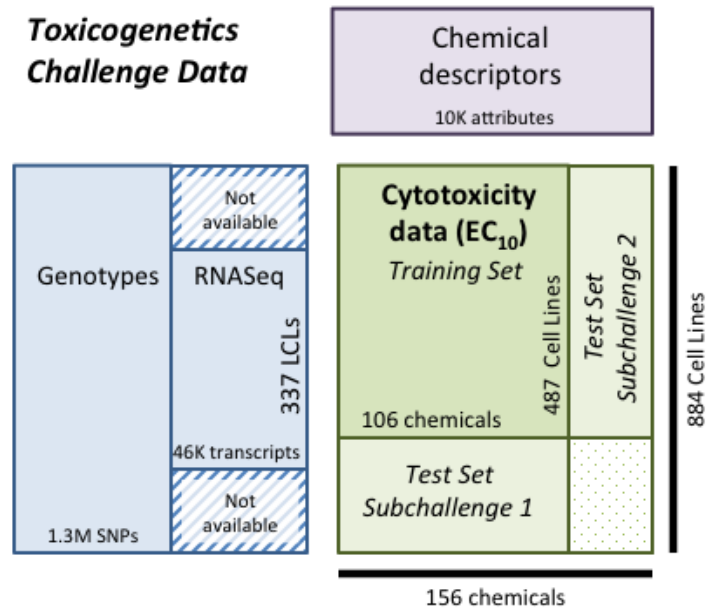 Toxicogenetics
Challenge Data
Chemical
descriptors
10K attributes
Not
available
Genotypes
RNASeq
337 LCLs
46K transcripts
Not
available
1.3M SNPs
Cytotoxicity
data (EC10)
Training Set
487 Cell Lines
106 chemicals
Test Set
Subchallenge 2
Test Set
Subchallenge 1
884 Cell Lines
156 chemicals